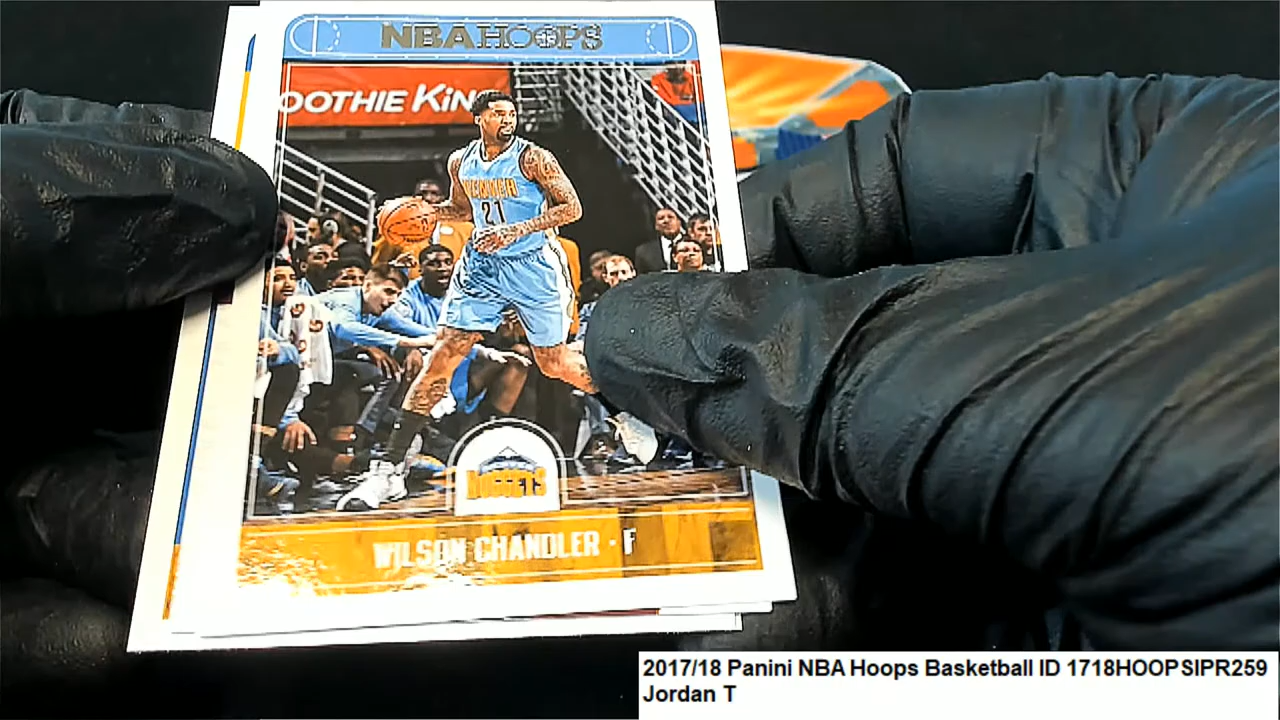 NBA HOOPS
OOTHIE KiN
DENVER
21
NUGGETS
WILSON CHANDLER · F
2017/18 Panini NBA Hoops Basketball ID 1718HOOPSIPR259
Jordan T